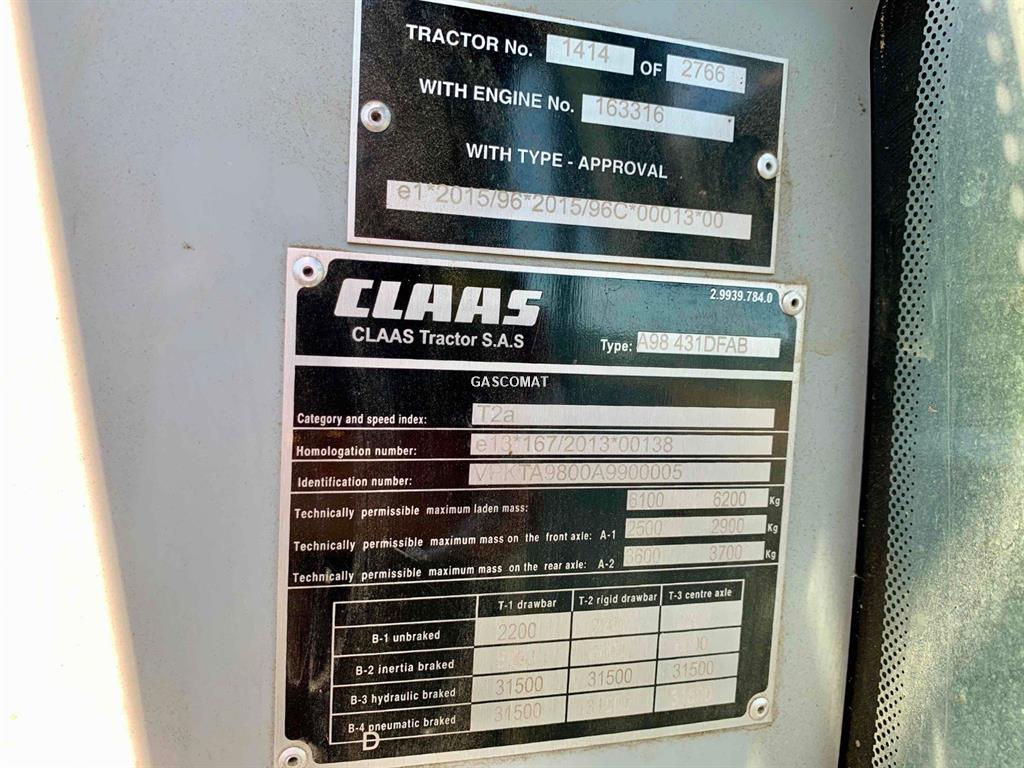 TRACTOR No. 1414 OF 2766
WITH ENGINE No. 163316
WITH TYPE - APPROVAL
e1*2015/96*2015/96C*00013*00
CLAAS
2.9939.784.0
CLAAS Tractor S.A.S
Type: A98 431DFAB
GASCOMAT
Category and speed index: T2a
Homologation number: e13*167/2013*00138
Identification number: VFKTA9800A9900005
Technically permissible maximum laden mass: 6100 6200 Kg
Technically permissible maximum mass on the front axle: A-1 2500 2900 Kg
Technically permissible maximum mass on the rear axle: A-2 3700 Kg
T-1 drawbar T-2 rigid drawbar T-3 centre axle
B-1 unbraked 2200
B-2 inertia braked
B-3 hydraulic braked 31500 31500 31500
B-4 pneumatic braked 31500
D